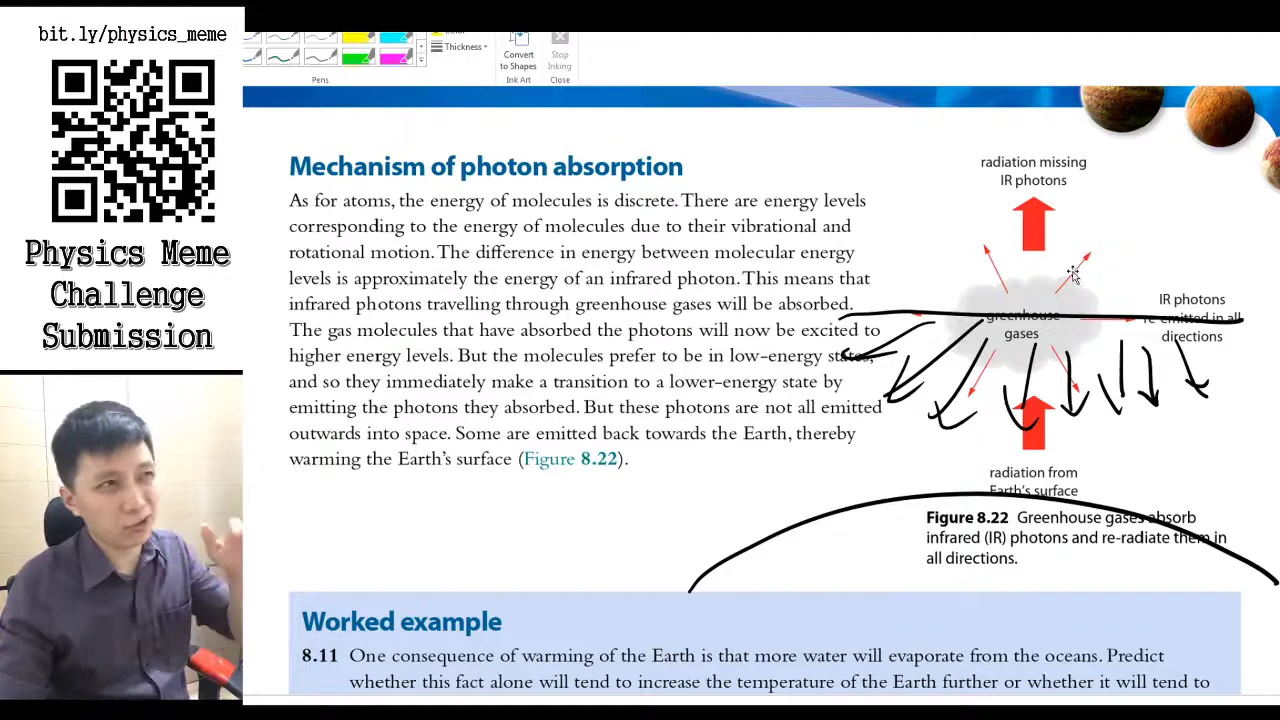 bit.ly/physics_meme
Physics Meme
Challenge
Submission
Thickness
Convert
to Shapes
Stop
Inking
Pens
Ink Art
Close
Mechanism of photon absorption
As for atoms, the energy of molecules is discrete. There are energy levels
corresponding to the energy of molecules due to their vibrational and
rotational motion. The difference in energy between molecular energy
levels is approximately the energy of an infrared photon. This means that
infrared photons travelling through greenhouse gases will be absorbed.
The gas molecules that have absorbed the photons will now be excited to
higher energy levels. But the molecules prefer to be in low-energy states,
and so they immediately make a transition to a lower-energy state by
emitting the photons they absorbed. But these photons are not all emitted
outwards into space. Some are emitted back towards the Earth, thereby
warming the Earth's surface (Figure 8.22).
radiation missing
IR photons
greenhouse
gases
IR photons
re-emitted in all
directions
radiation from
Earth's surface
Figure 8.22 Greenhouse gases absorb
infrared (IR) photons and re-radiate them in
all directions.
Worked example
8.11 One consequence of warming of the Earth is that more water will evaporate from the oceans. Predict
whether this fact alone will tend to increase the temperature of the Earth further or whether it will tend to